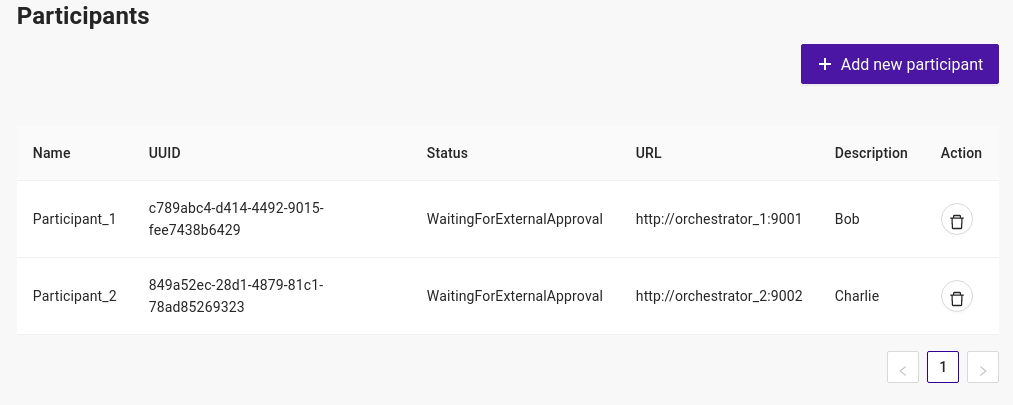 Participants
+ Add new participant
Name UUID Status URL Description Action
Participant_1 c789abc4-d414-4492-9015-fee7438b6429 WaitingForExternalApproval http://orchestrator_1:9001 Bob
Participant_2 849a52ec-28d1-4879-81c1-78ad85269323 WaitingForExternalApproval http://orchestrator_2:9002 Charlie
< 1 >